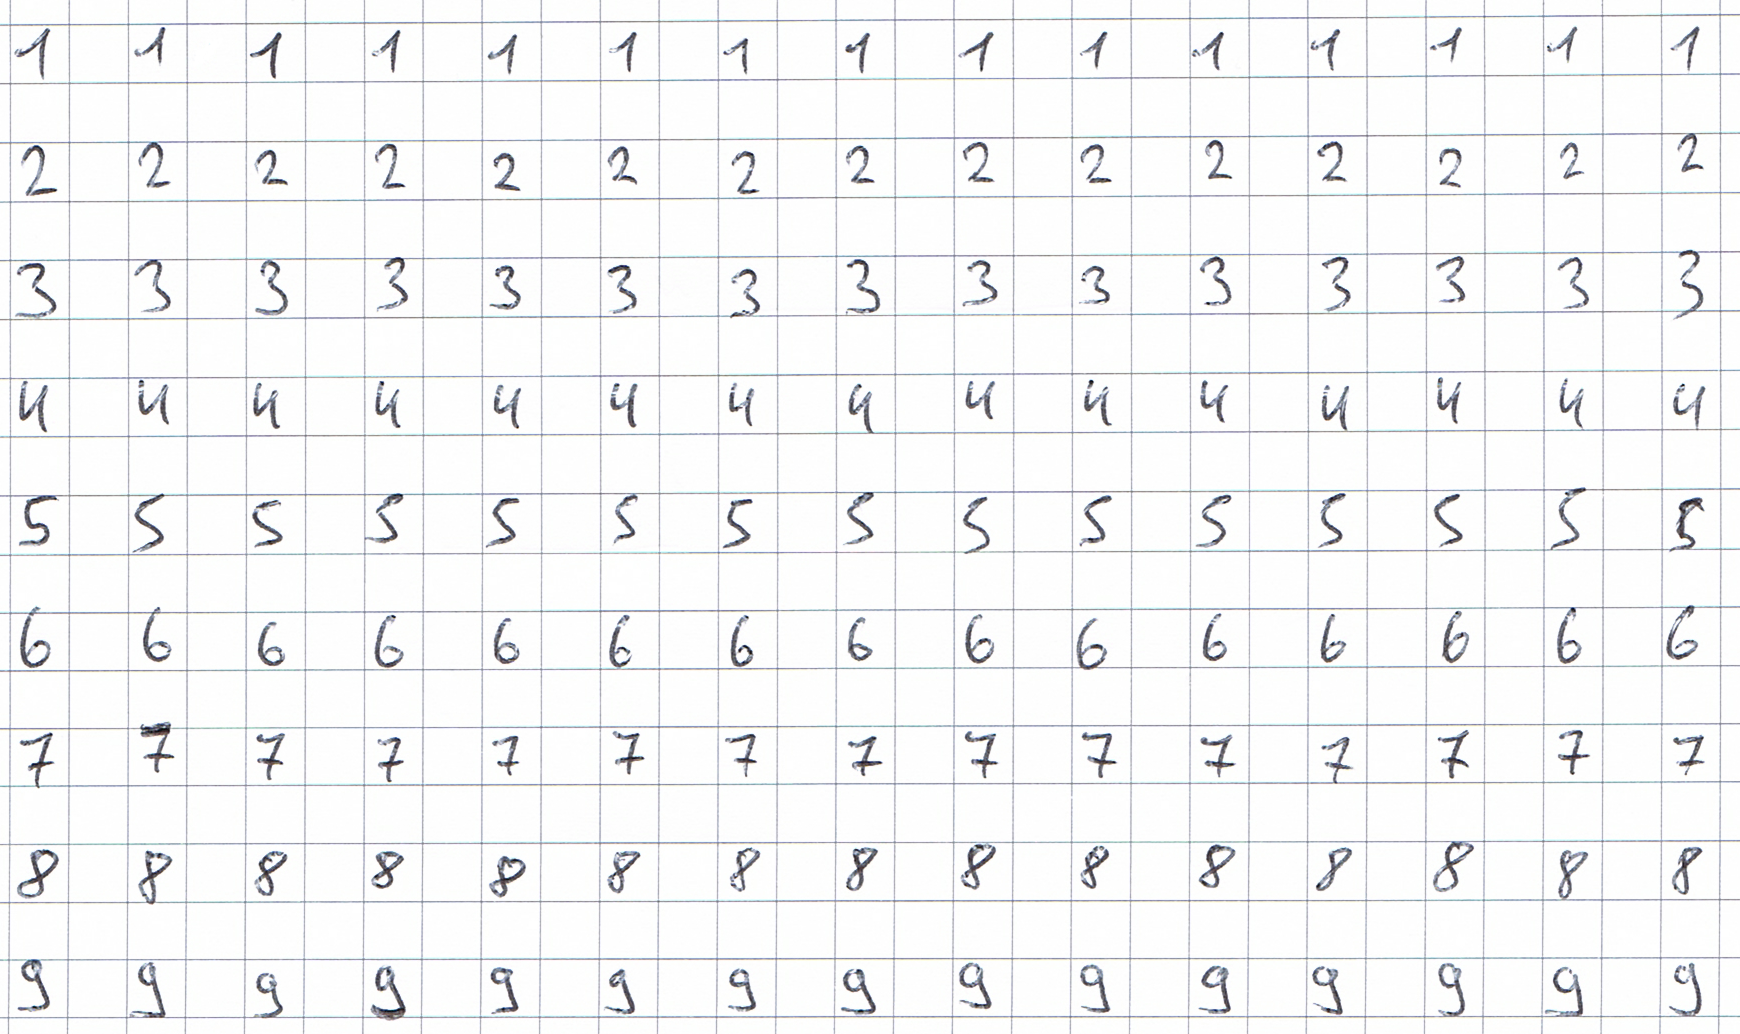 1 1 1 1 1 1 1 1 1 1 1 1 1 1 1
2 2 2 2 2 2 2 2 2 2 2 2 2 2 2
3 3 3 3 3 3 3 3 3 3 3 3 3 3 3
4 4 4 4 4 4 4 4 4 4 4 4 4 4 4
5 5 5 5 5 5 5 5 5 5 5 5 5 5 5
6 6 6 6 6 6 6 6 6 6 6 6 6 6 6
7 7 7 7 7 7 7 7 7 7 7 7 7 7 7
8 8 8 8 8 8 8 8 8 8 8 8 8 8 8
9 9 9 9 9 9 9 9 9 9 9 9 9 9 9